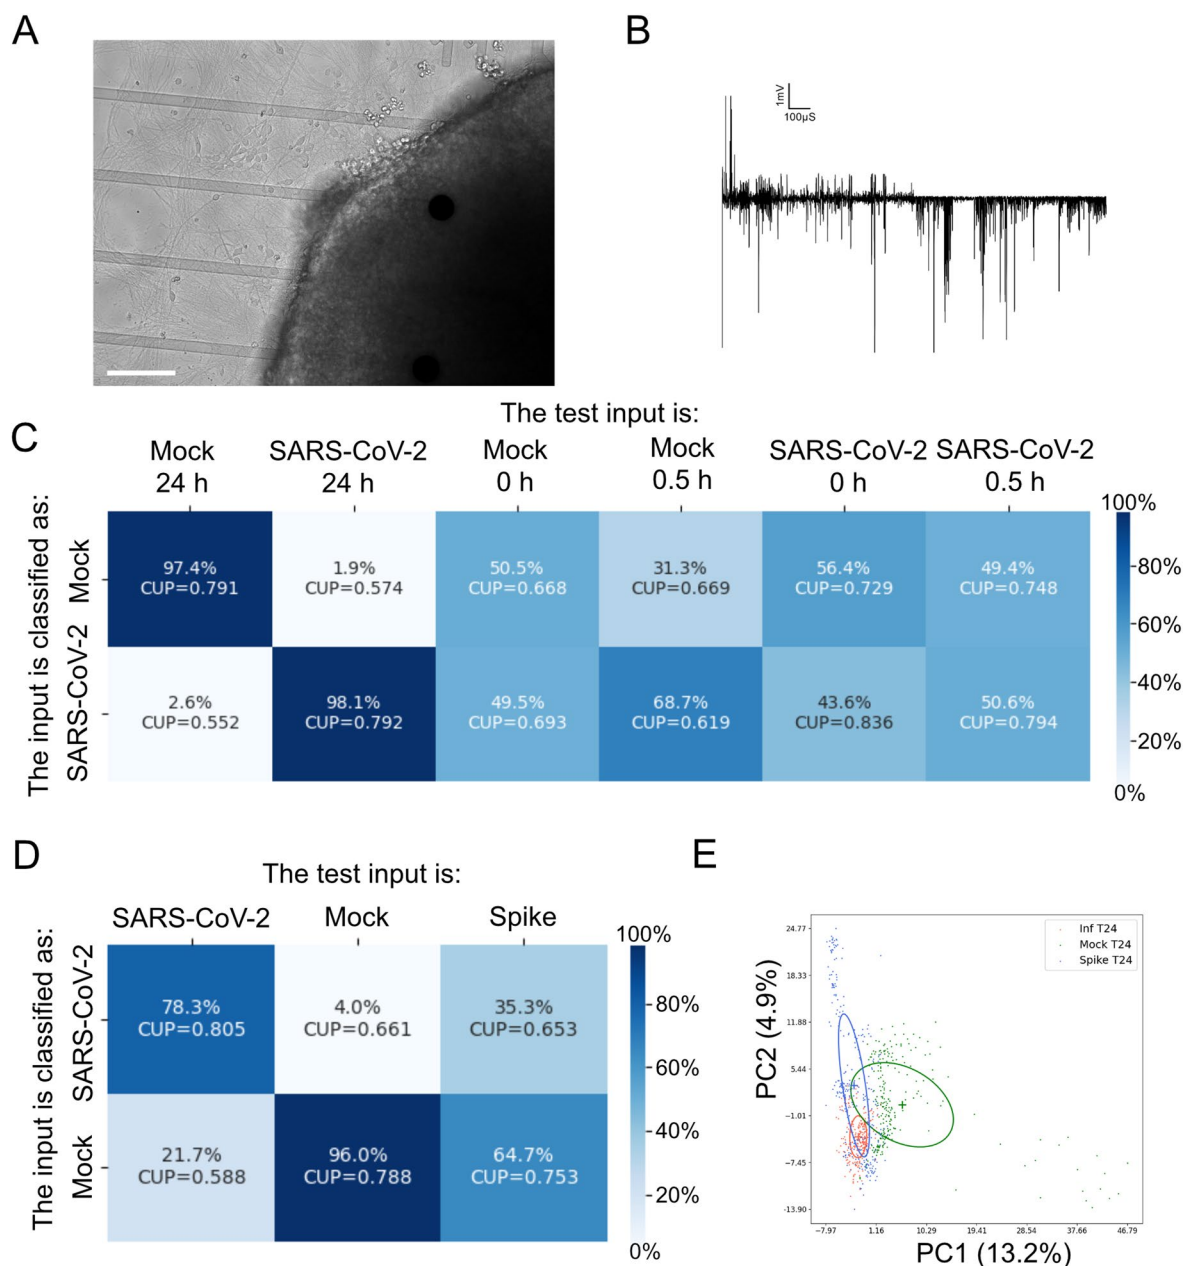 A
B
1mV
100µS
C
The test input is:
Mock
24 h
SARS-CoV-2
24 h
Mock
0 h
Mock
0.5 h
SARS-CoV-2
0 h
SARS-CoV-2
0.5 h
The input is classified as:
Mock
97.4%
CUP=0.791
1.9%
CUP=0.574
50.5%
CUP=0.668
31.3%
CUP=0.669
56.4%
CUP=0.729
49.4%
CUP=0.748
SARS-CoV-2
2.6%
CUP=0.552
98.1%
CUP=0.792
49.5%
CUP=0.693
68.7%
CUP=0.619
43.6%
CUP=0.836
50.6%
CUP=0.794
100%
80%
60%
40%
20%
0%
D
The test input is:
SARS-CoV-2
Mock
Spike
The input is classified as:
SARS-CoV-2
78.3%
CUP=0.805
4.0%
CUP=0.661
35.3%
CUP=0.653
Mock
21.7%
CUP=0.588
96.0%
CUP=0.788
64.7%
CUP=0.753
100%
80%
60%
40%
20%
0%
E
Inf T24
Mock T24
Spike T24
PC2 (4.9%)
24.77
18.33
11.88
5.44
−1.01
−7.45
−13.90
−7.97
1.16
10.29
19.41
28.54
37.66
46.79
PC1 (13.2%)